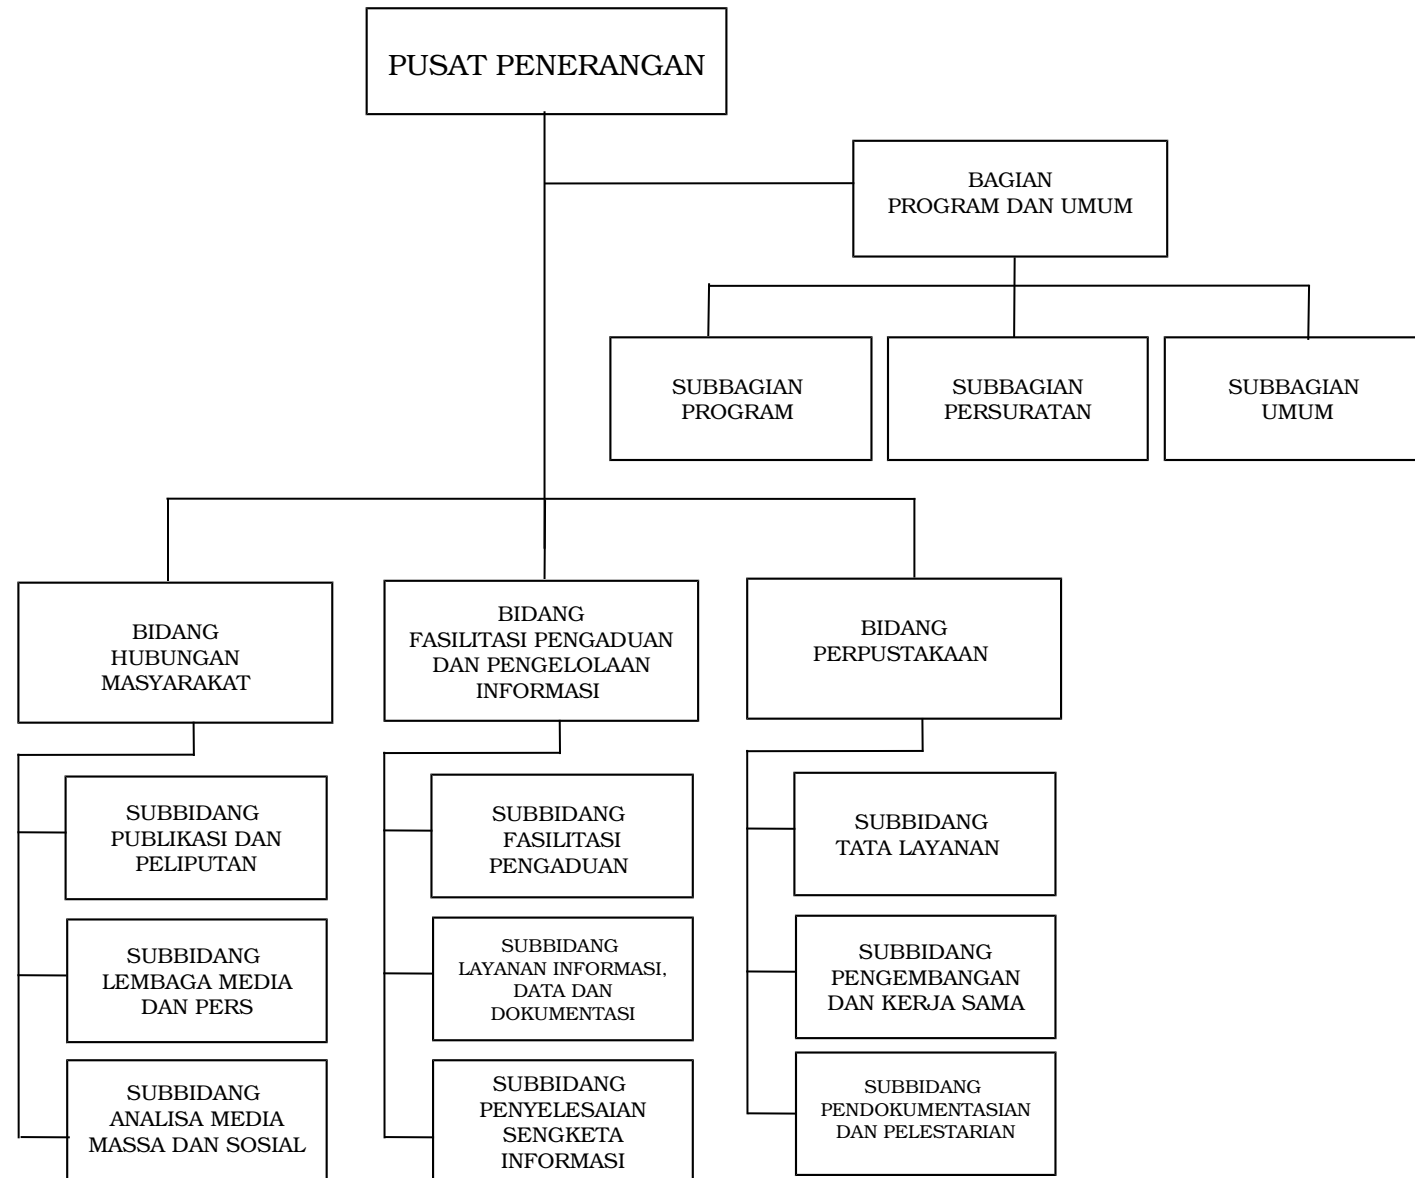 PUSAT PENERANGAN
BAGIAN
PROGRAM DAN UMUM
SUBBAGIAN
PROGRAM
SUBBAGIAN
PERSURATAN
SUBBAGIAN
UMUM
BIDANG
HUBUNGAN
MASYARAKAT
BIDANG
FASILITASI PENGADUAN
DAN PENGELOLAAN
INFORMASI
BIDANG
PERPUSTAKAAN
SUBBIDANG
PUBLIKASI DAN
PELIPUTAN
SUBBIDANG
FASILITASI
PENGADUAN
SUBBIDANG
TATA LAYANAN
SUBBIDANG
LEMBAGA MEDIA
DAN PERS
SUBBIDANG
LAYANAN INFORMASI,
DATA DAN
DOKUMENTASI
SUBBIDANG
PENGEMBANGAN
DAN KERJA SAMA
SUBBIDANG
ANALISA MEDIA
MASSA DAN SOSIAL
SUBBIDANG
PENYELESAIAN
SENGKETA
INFORMASI
SUBBIDANG
PENDOKUMENTASIAN
DAN PELESTARIAN